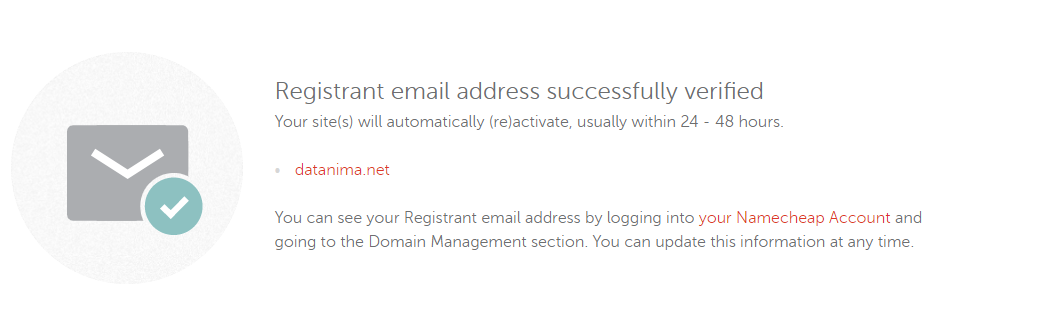 Registrant email address successfully verified
Your site(s) will automatically (re)activate, usually within 24 - 48 hours.
datanima.net
You can see your Registrant email address by logging into your Namecheap Account and
going to the Domain Management section. You can update this information at any time.